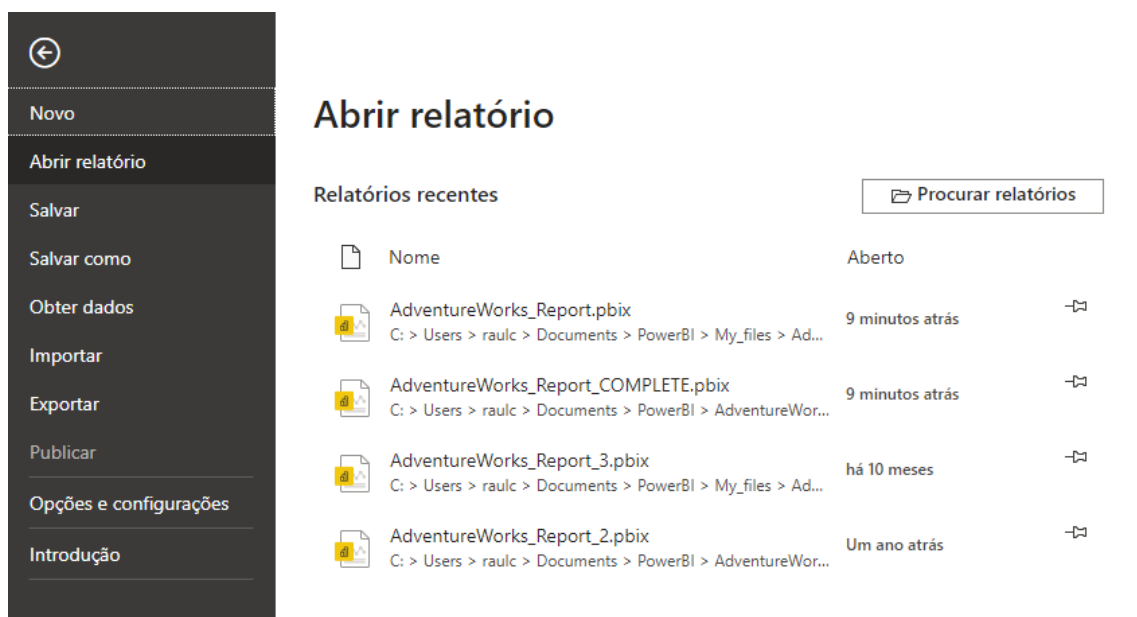 Novo
Abrir relatório
Salvar
Salvar como
Obter dados
Importar
Exportar
Publicar
Opções e configurações
Introdução
Abrir relatório
Relatórios recentes
Procurar relatórios
Nome Aberto
AdventureWorks_Report.pbix
C: > Users > raulc > Documents > PowerBI > My_files > Ad...
9 minutos atrás
AdventureWorks_Report_COMPLETE.pbix
C: > Users > raulc > Documents > PowerBI > AdventureWor...
9 minutos atrás
AdventureWorks_Report_3.pbix
C: > Users > raulc > Documents > PowerBI > My_files > Ad...
há 10 meses
AdventureWorks_Report_2.pbix
C: > Users > raulc > Documents > PowerBI > AdventureWor...
Um ano atrás